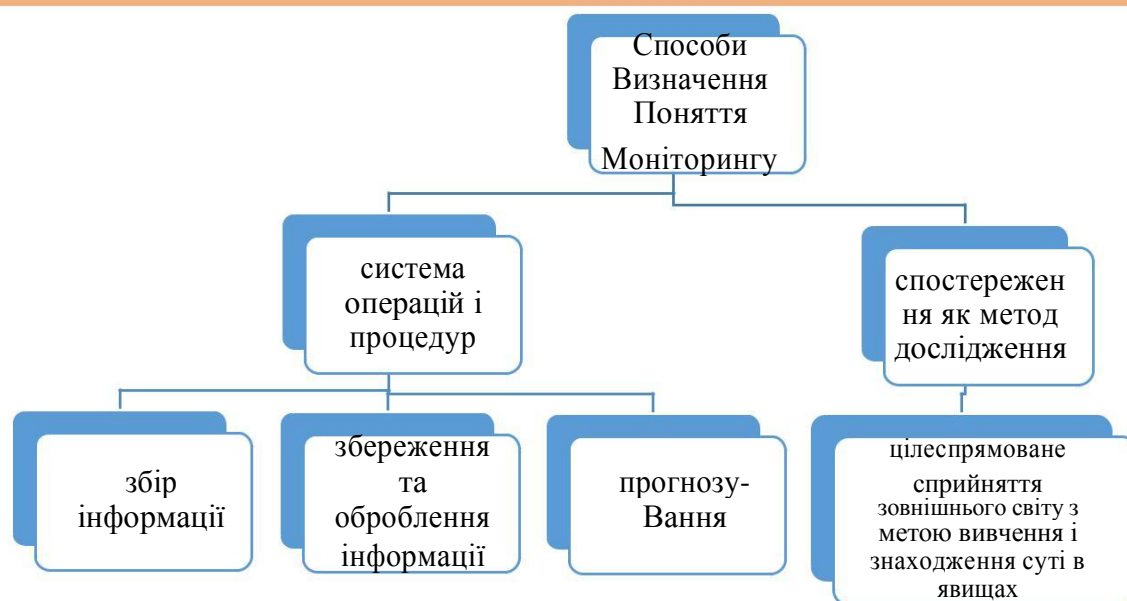 Способи
Визначення
Поняття
Моніторингу
система
операцій і
процедур
спостережен
ня як метод
дослідження
збір
інформації
збереження
та
оброблення
інформації
прогнозу-
Вання
цілеспрямоване
сприйняття
зовнішнього світу з
метою вивчення і
знаходження суті в
явищах